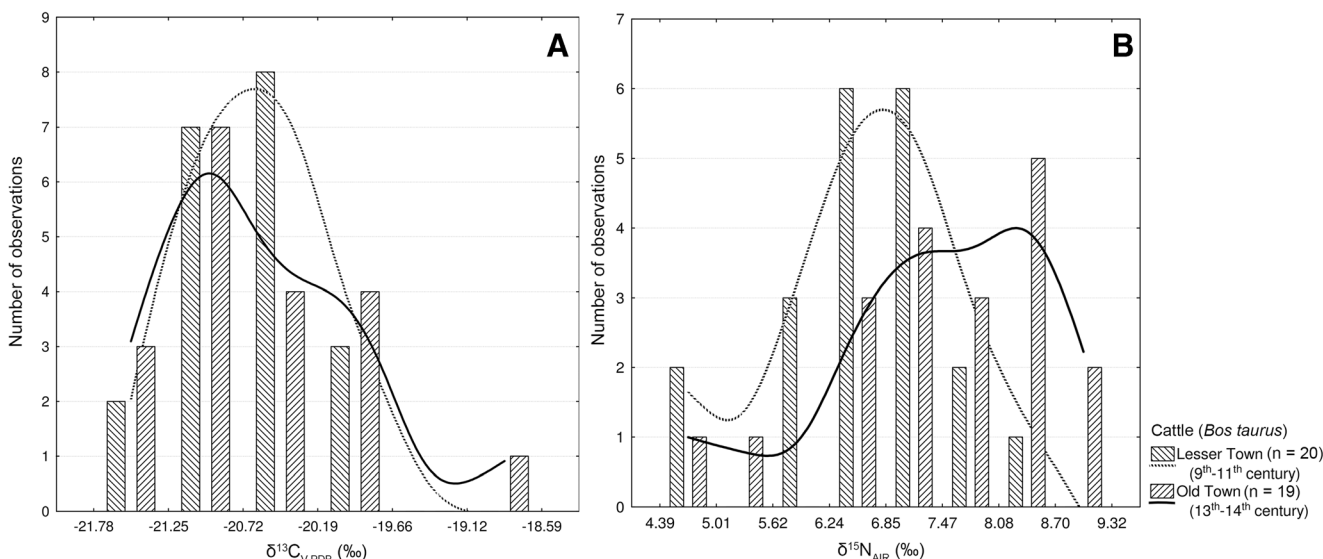 A
Number of observations
9
8
7
6
5
4
3
2
1
0
-21.78 -21.25 -20.72 -20.19 -19.66 -19.12 -18.59
δ¹³C V-PDB (‰)
B
Number of observations
7
6
5
4
3
2
1
0
4.39 5.01 5.62 6.24 6.85 7.47 8.08 8.70 9.32
δ¹⁵N AIR (‰)
Cattle (Bos taurus)
Lesser Town (n = 20)
(9th-11th century)
Old Town (n = 19)
(13th-14th century)